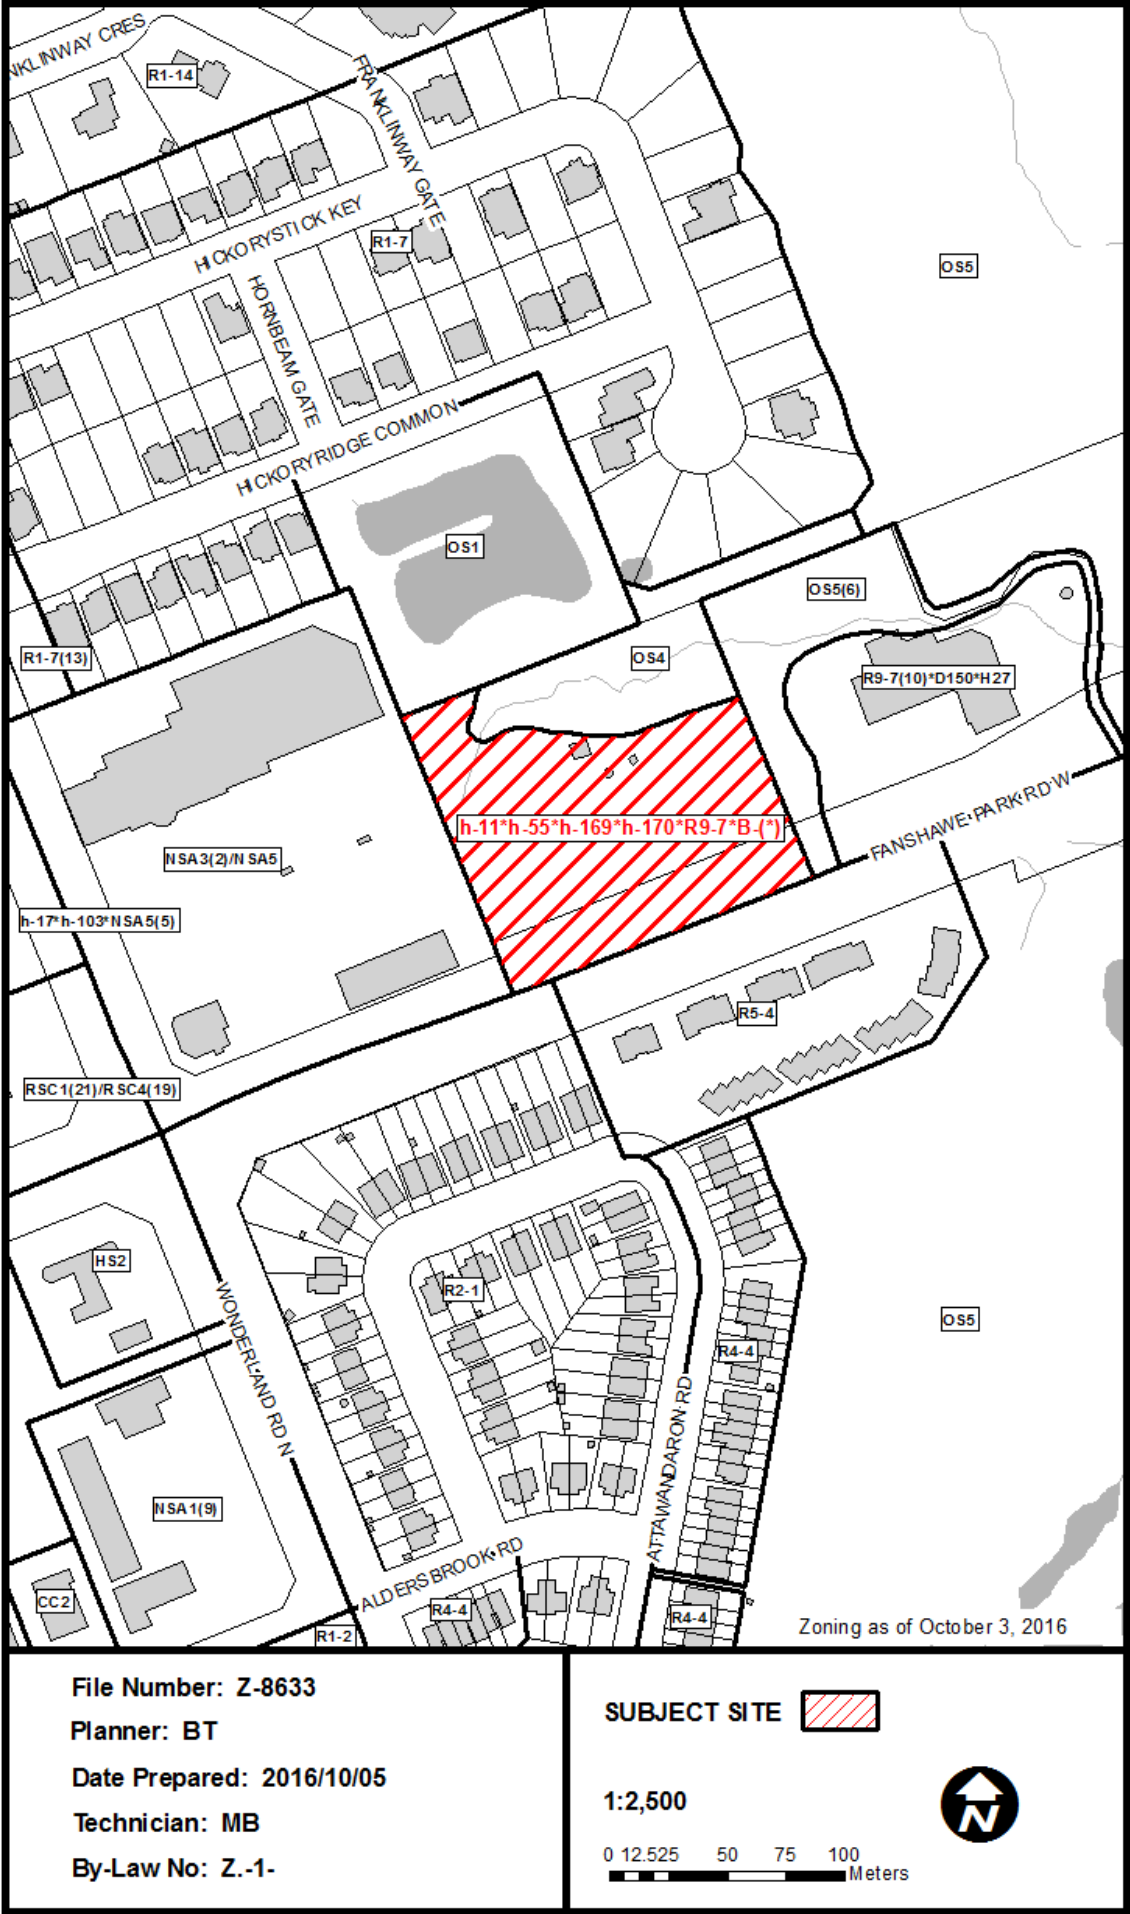 NKLINWAY CRES
R1-14
FRANKLINWAY GATE
HICKORYSTICK KEY
R1-7
OS5
HORNBEAM GATE
HICKORYRIDGE COMMON
OS1
OS5(6)
R1-7(13)
OS4
R9-7(10)*D150*H27
h-11*h-55*h-169*h-170*R9-7*B-(*)
FANSHAWE PARK RD W
NSA3(2)/NSA5
h-17*h-103*NSA5(5)
R5-4
RSC1(21)/RSC4(19)
HS2
R2-1
OS5
WONDERLAND RD N
R4-4
ATTAWANDARON RD
NSA1(9)
ALDERSBROOK RD
CC2
R4-4
R4-4
R1-2
Zoning as of October 3, 2016
File Number: Z-8633
Planner: BT
Date Prepared: 2016/10/05
Technician: MB
By-Law No: Z.-1-
SUBJECT SITE
1:2,500
N
0 12.525 50 75 100
Meters